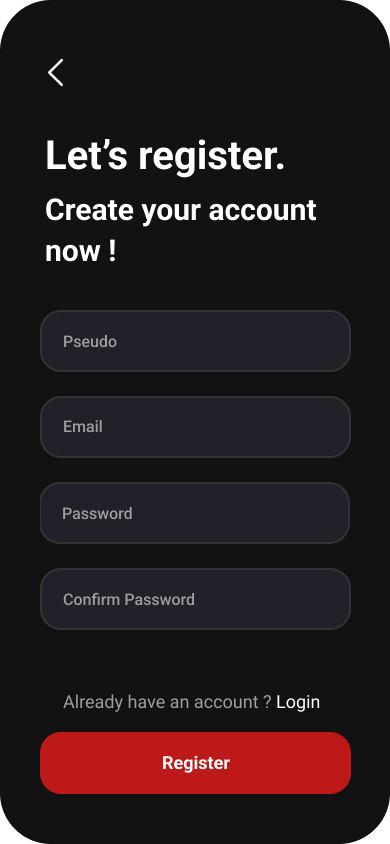 Let’s register.
Create your account
now !
Pseudo
Email
Password
Confirm Password
Already have an account ? Login
Register